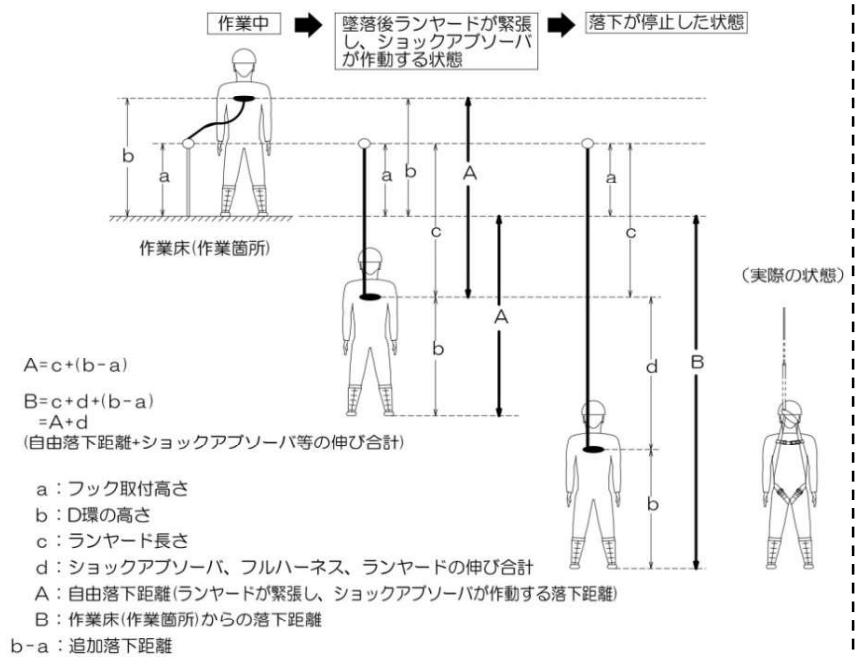 作業中
墜落後ランヤードが緊張
し、ショックアブソーバ
が作動する状態
落下が停止した状態
b
a
a
b
A
c
a
c
作業床(作業箇所)
(実際の状態)
A
b
d
B
b
A=c+(b-a)
B=c+d+(b-a)
=A+d
(自由落下距離+ショックアブソーバ等の伸び合計)
a：フック取付高さ
b：D環の高さ
c：ランヤード長さ
d：ショックアブソーバ、フルハーネス、ランヤードの伸び合計
A：自由落下距離(ランヤードが緊張し、ショックアブソーバが作動する落下距離)
B：作業床(作業箇所)からの落下距離
b-a：追加落下距離